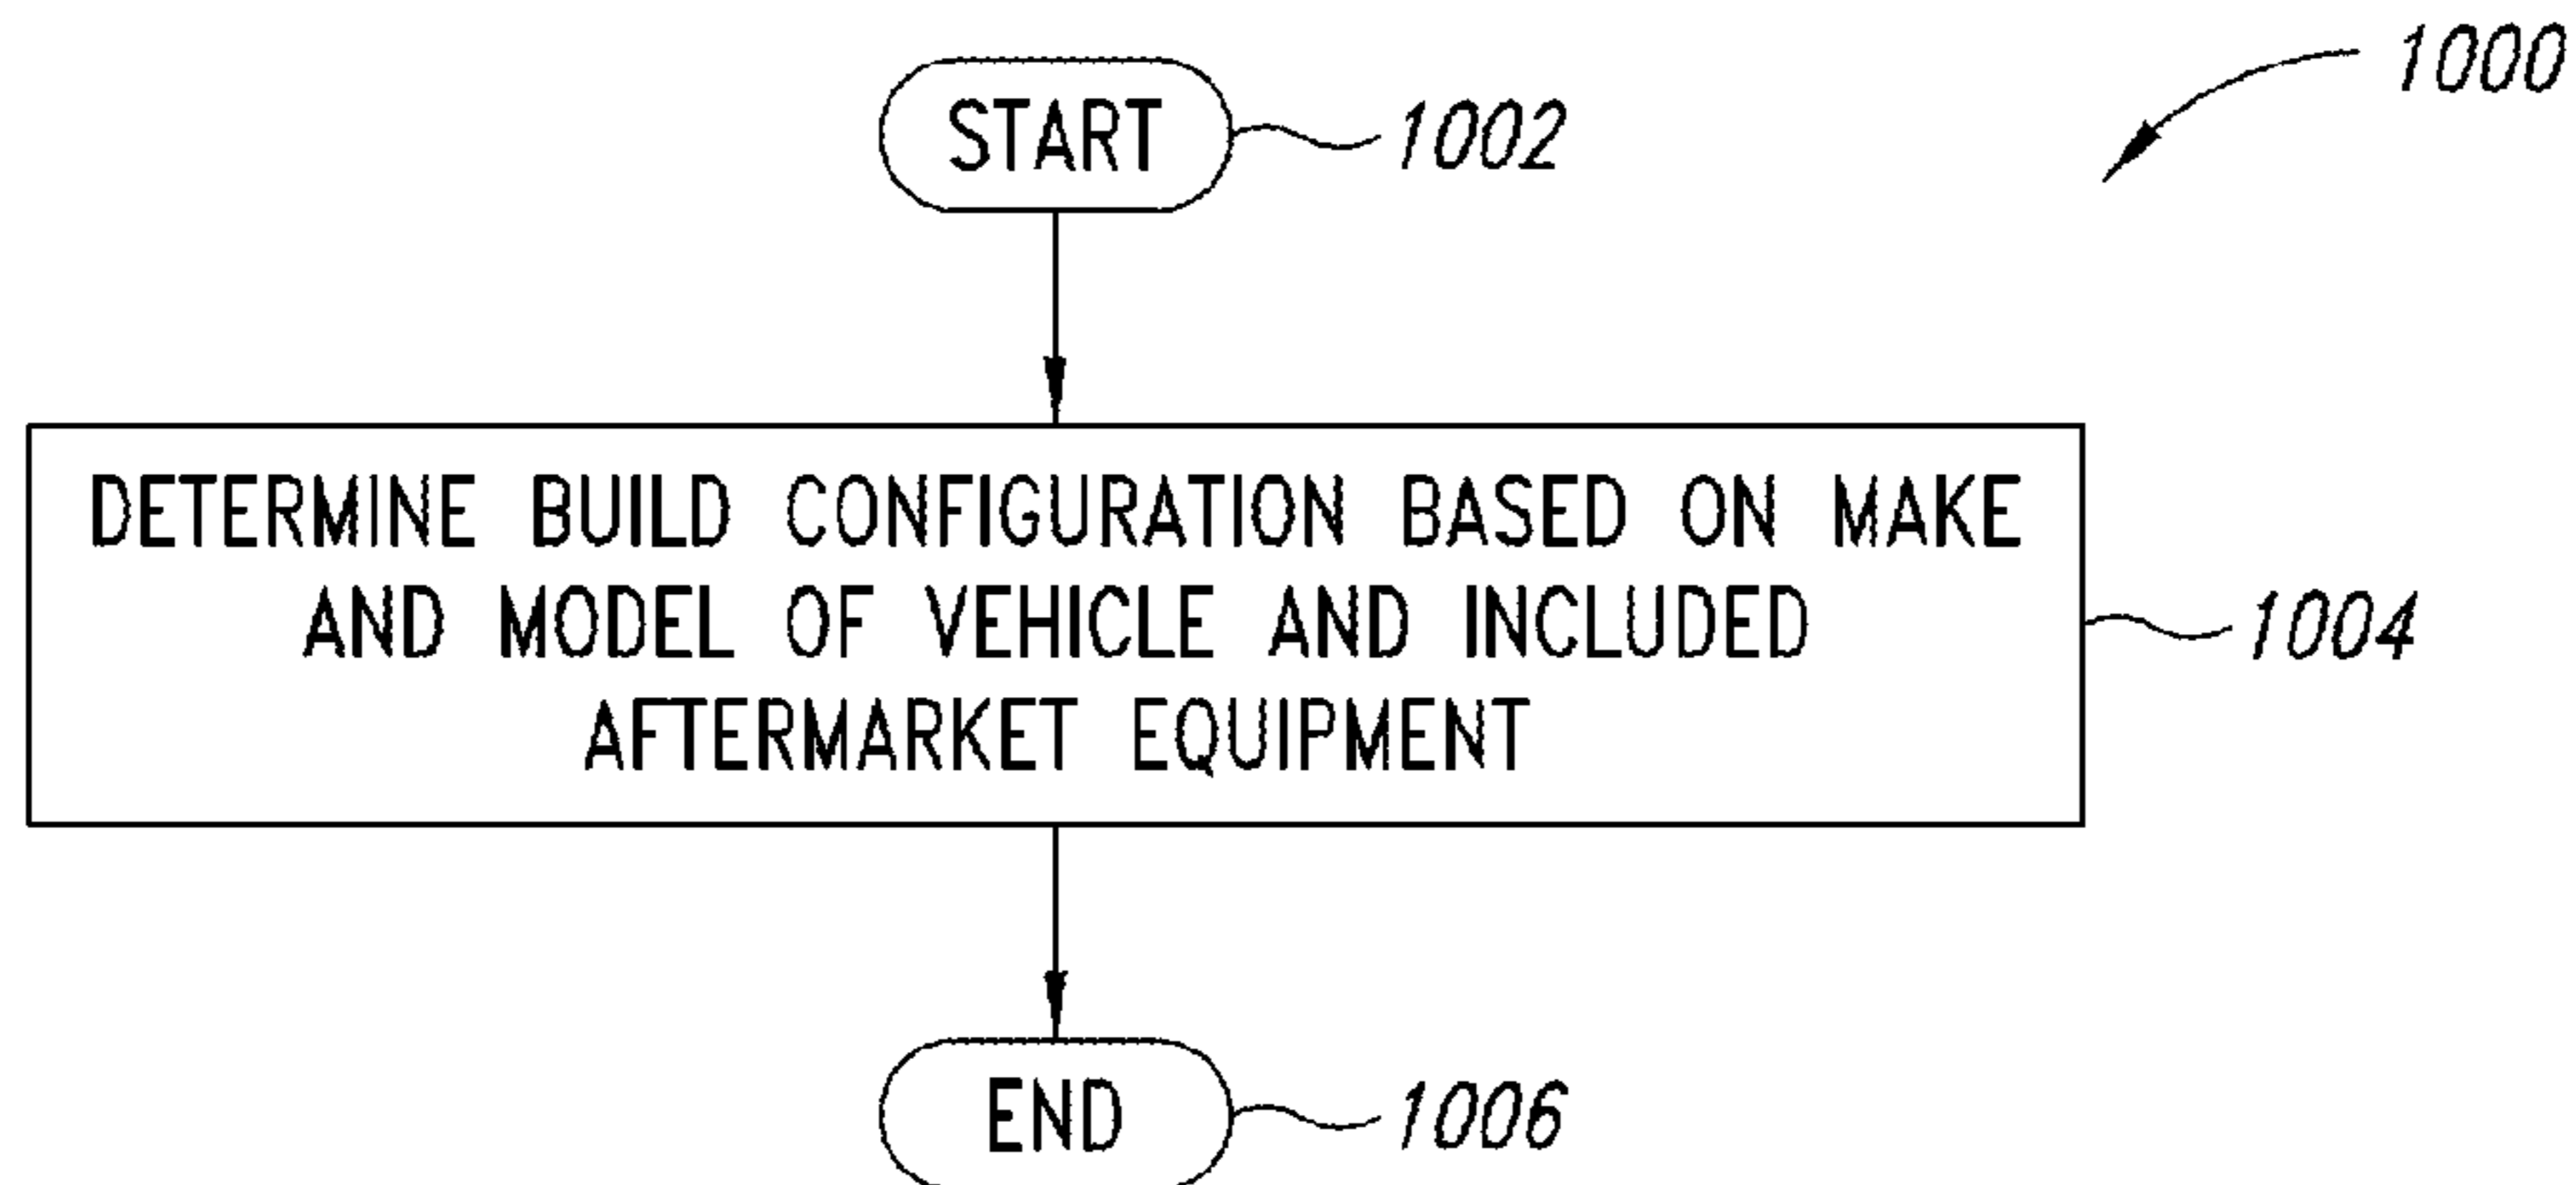 1000
START
1002
DETERMINE BUILD CONFIGURATION BASED ON MAKE
AND MODEL OF VEHICLE AND INCLUDED
AFTERMARKET EQUIPMENT
1004
END
1006